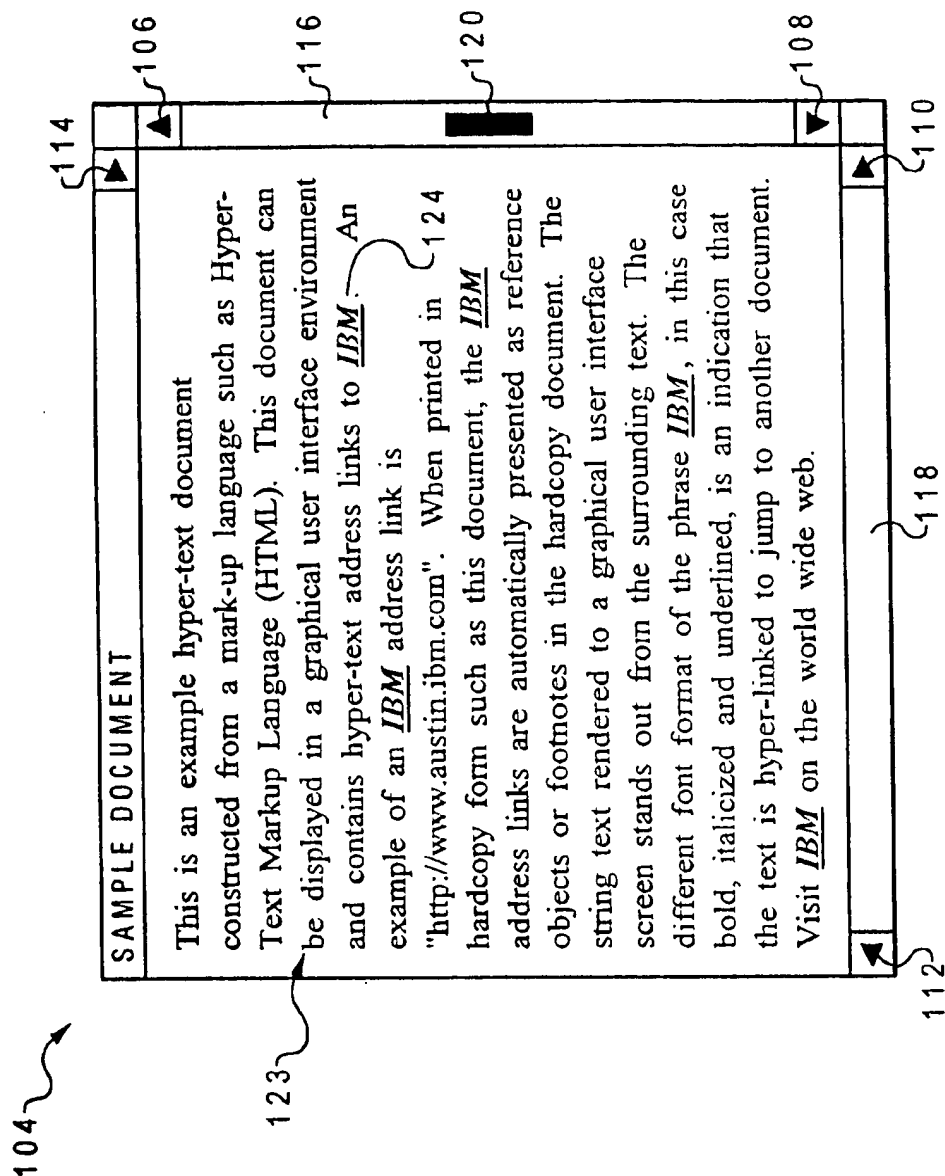 104
114
SAMPLE DOCUMENT
106
This is an example hyper-text document
constructed from a mark-up language such as Hyper-
Text Markup Language (HTML). This document can
116
123
be displayed in a graphical user interface environment
and contains hyper-text address links to IBM. An
example of an IBM address link is
124
"http://www.austin.ibm.com". When printed in
hardcopy form such as this document, the IBM
120
address links are automatically presented as reference
objects or footnotes in the hardcopy document. The
string text rendered to a graphical user interface
screen stands out from the surrounding text. The
different font format of the phrase IBM, in this case
bold, italicized and underlined, is an indication that
the text is hyper-linked to jump to another document.
Visit IBM on the world wide web.
108
112
118
110